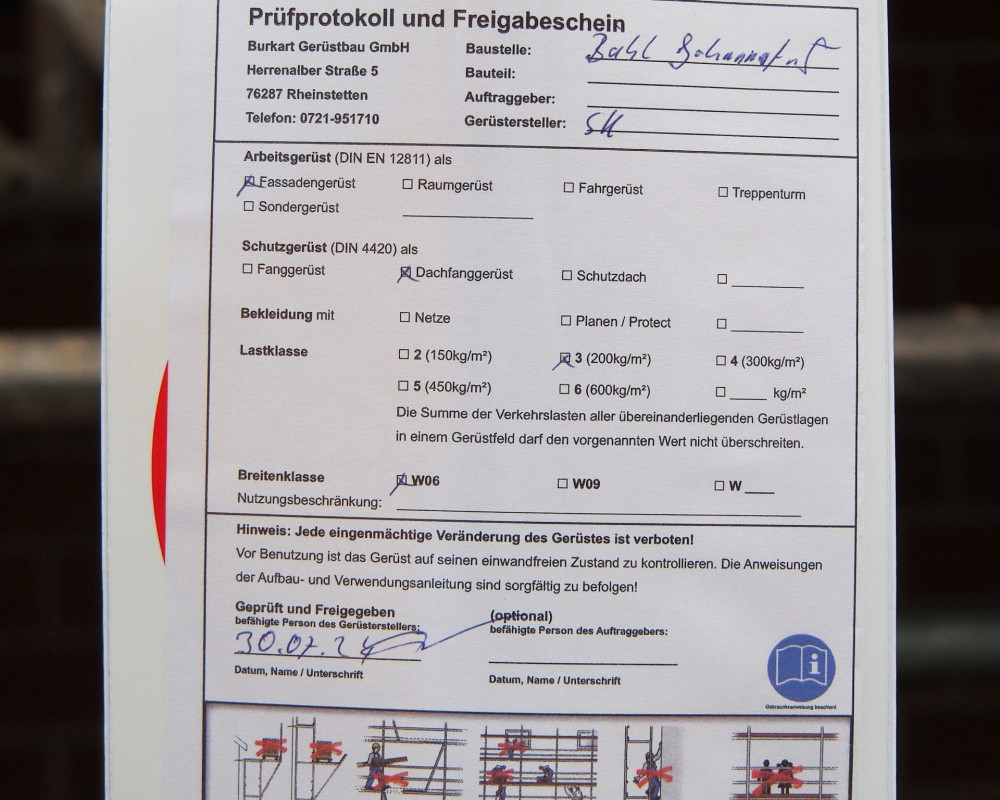 Prüfprotokoll und Freigabeschein
Burkart Gerüstbau GmbH
Herrenalber Straße 5
76287 Rheinstetten
Telefon: 0721-951710
Baustelle:
Bauteil:
Auftraggeber:
Gerüstersteller: SH
Arbeitsgerüst (DIN EN 12811) als
☒ Fassadengerüst ☐ Raumgerüst ☐ Fahrgerüst ☐ Treppenturm
☐ Sondergerüst
Schutzgerüst (DIN 4420) als
☐ Fanggerüst ☒ Dachfanggerüst ☐ Schutzdach ☐
Bekleidung mit ☐ Netze ☐ Planen / Protect ☐
Lastklasse ☐ 2 (150kg/m²) ☒ 3 (200kg/m²) ☐ 4 (300kg/m²)
☐ 5 (450kg/m²) ☐ 6 (600kg/m²) ☐ ____ kg/m²
Die Summe der Verkehrslasten aller übereinanderliegenden Gerüstlagen
in einem Gerüstfeld darf den vorgenannten Wert nicht überschreiten.
Breitenklasse ☒ W06 ☐ W09 ☐ W ____
Nutzungsbeschränkung:
Hinweis: Jede eingenmächtige Veränderung des Gerüstes ist verboten!
Vor Benutzung ist das Gerüst auf seinen einwandfreien Zustand zu kontrollieren. Die Anweisungen
der Aufbau- und Verwendungsanleitung sind sorgfältig zu befolgen!
Geprüft und Freigegeben
befähigte Person des Gerüsterstellers:
30.07.24
Datum, Name / Unterschrift
(optional)
befähigte Person des Auftraggebers:
Datum, Name / Unterschrift
Gebrauchsanweisung beachten!